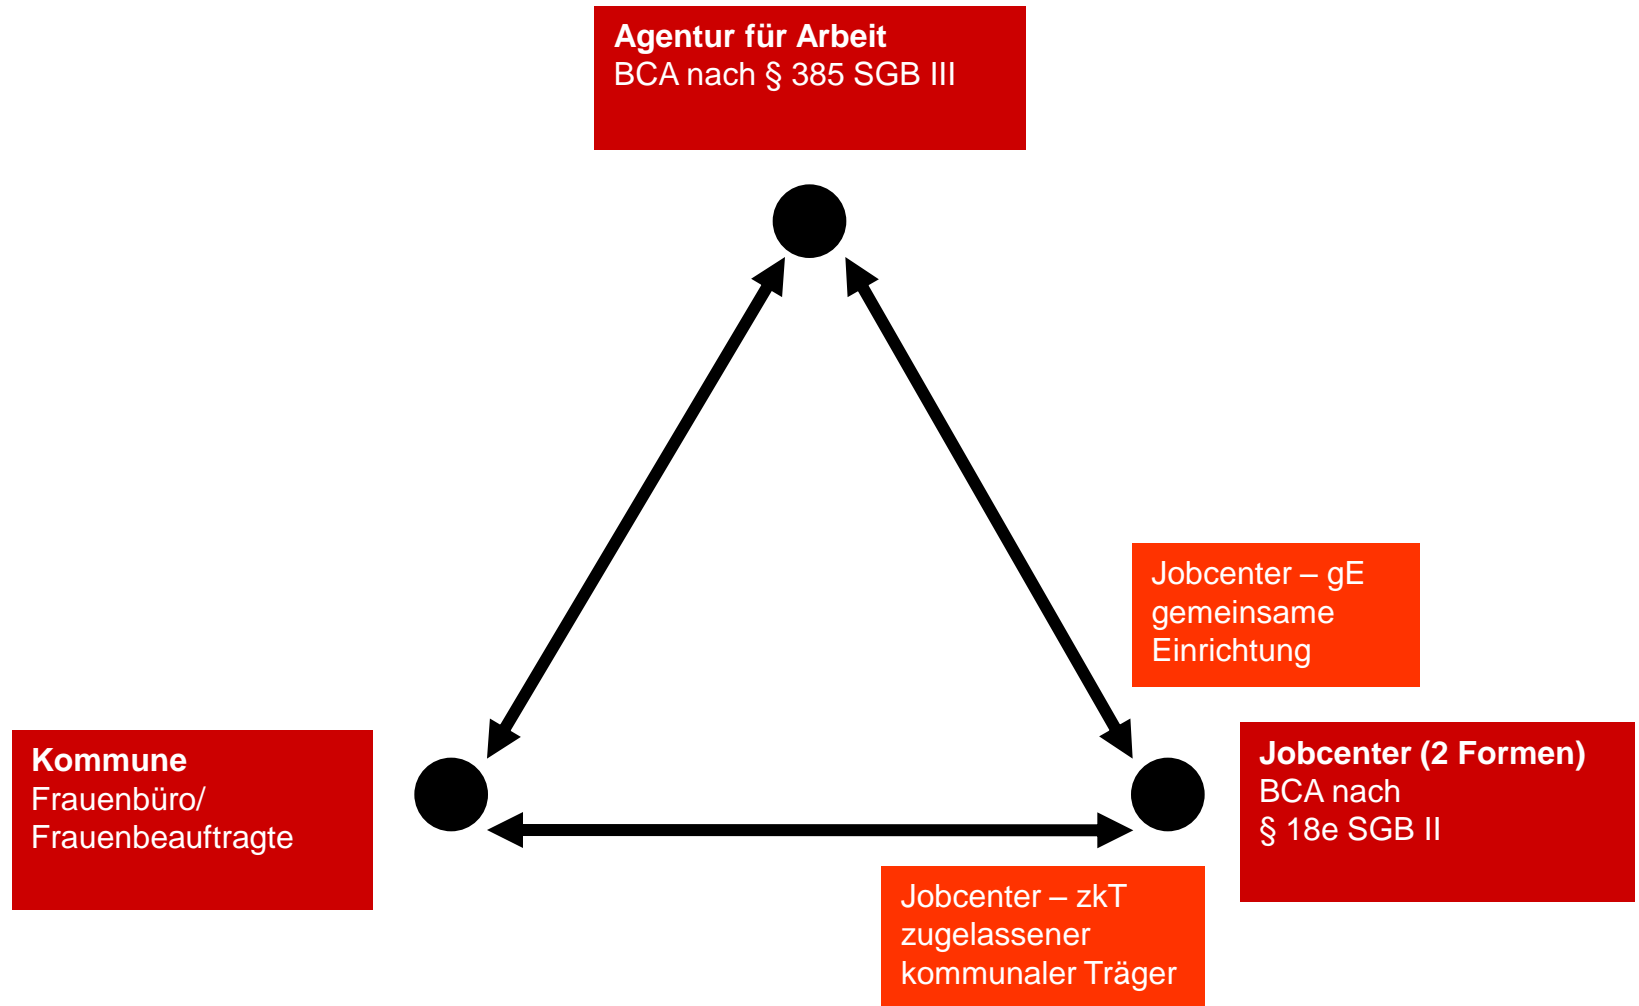 Agentur für Arbeit
BCA nach § 385 SGB III
Jobcenter – gE
gemeinsame
Einrichtung
Kommune
Frauenbüro/
Frauenbeauftragte
Jobcenter (2 Formen)
BCA nach
§ 18e SGB II
Jobcenter – zkT
zugelassener
kommunaler Träger